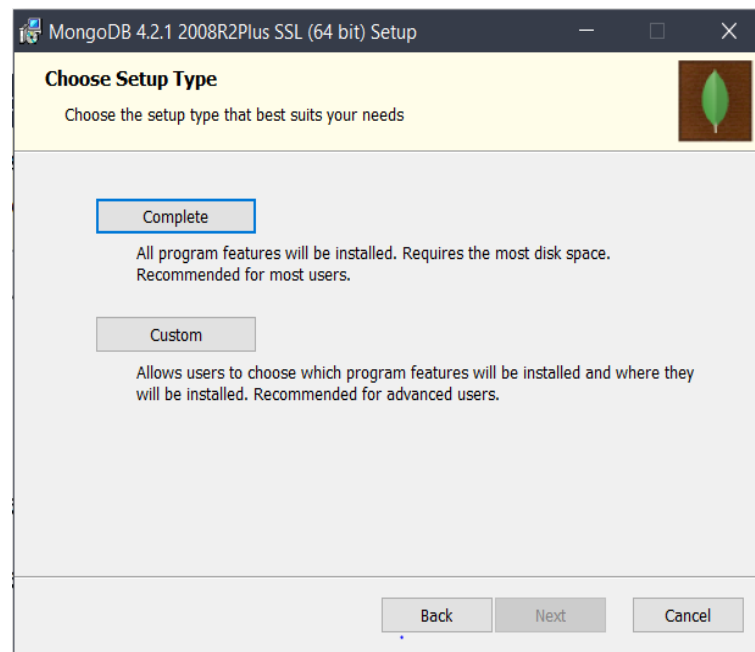 MongoDB 4.2.1 2008R2Plus SSL (64 bit) Setup
Choose Setup Type
Choose the setup type that best suits your needs
Complete
All program features will be installed. Requires the most disk space.
Recommended for most users.
Custom
Allows users to choose which program features will be installed and where they
will be installed. Recommended for advanced users.
Back Next Cancel